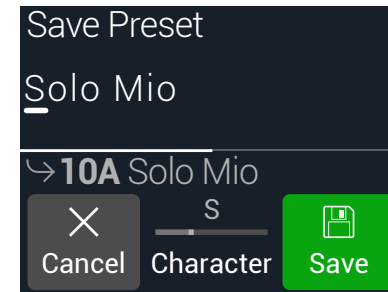 Save Preset
Solo Mio
10A Solo Mio
S
Cancel Character Save